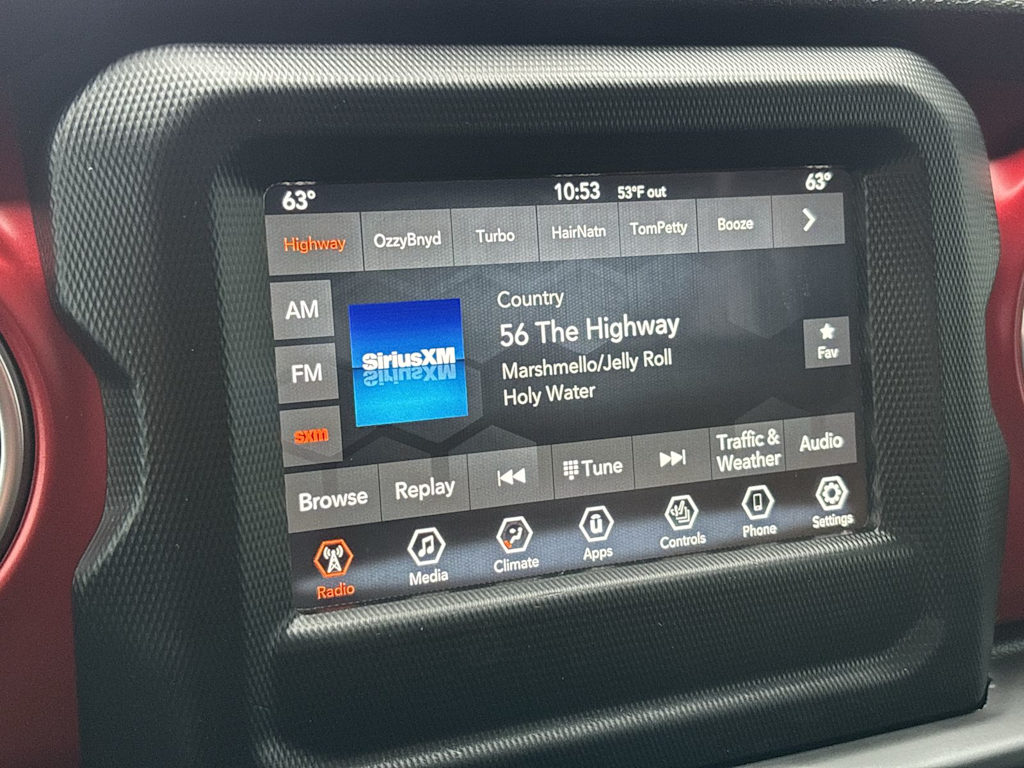 63° 10:53 53°F out 63°
Highway OzzyBnyd Turbo HairNatn TomPetty Booze
AM
FM
sxm
SiriusXM
Country
56 The Highway
Marshmello/Jelly Roll
Holy Water
Fav
Browse Replay Tune Traffic & Weather Audio
Radio Media Climate Apps Controls Phone Settings